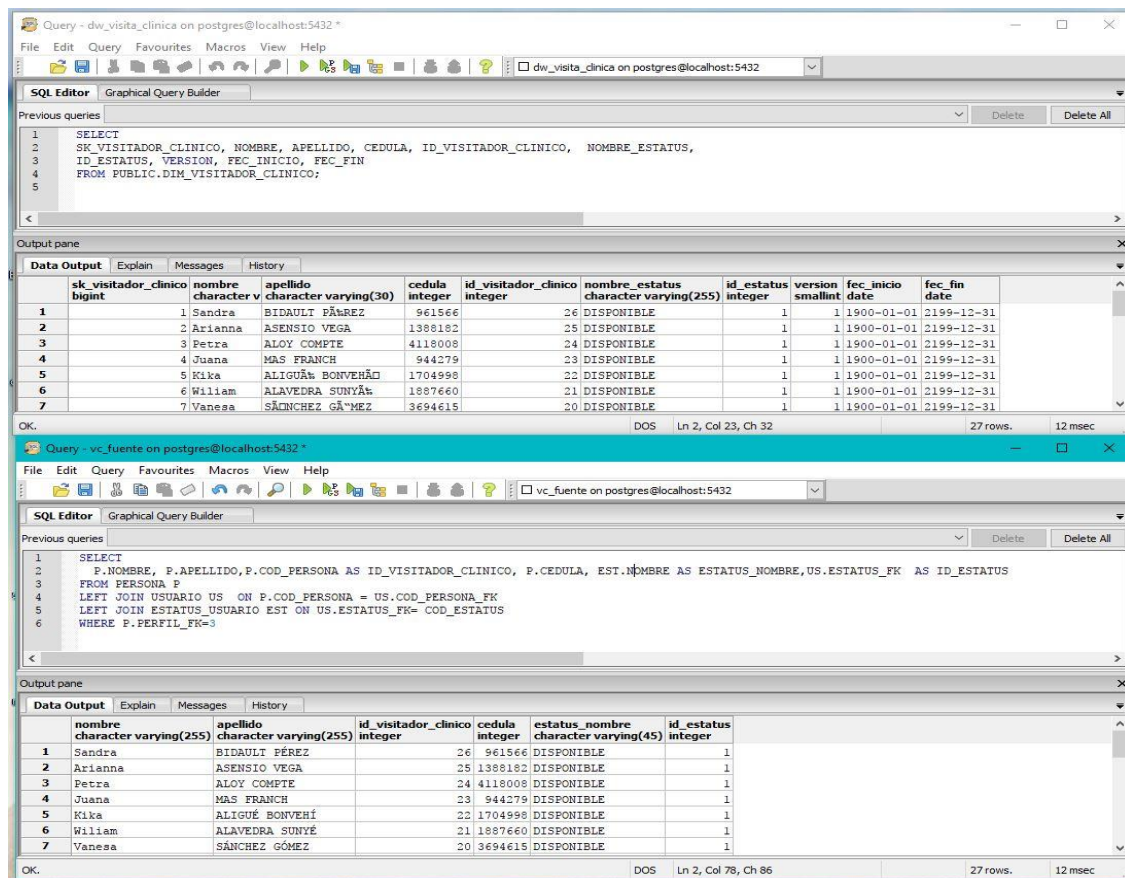 Query - dw_visita_clinica on postgres@localhost:5432 *
File Edit Query Favourites Macros View Help
dw_visita_clinica on postgres@localhost:5432
SQL Editor Graphical Query Builder
Previous queries Delete Delete All
1 SELECT
2 SK_VISITADOR_CLINICO, NOMBRE, APELLIDO, CEDULA, ID_VISITADOR_CLINICO, NOMBRE_ESTATUS,
3 ID_ESTATUS, VERSION, FEC_INICIO, FEC_FIN
4 FROM PUBLIC.DIM_VISITADOR_CLINICO;
5
Output pane
Data Output Explain Messages History
sk_visitador_clinico nombre apellido cedula id_visitador_clinico nombre_estatus id_estatus version fec_inicio fec_fin
bigint character v character varying(30) integer integer character varying(255) integer smallint date date
1 1 Sandra BIDAULT PÃ‰REZ 961566 26 DISPONIBLE 1 1 1900-01-01 2199-12-31
2 2 Arianna ASENSIO VEGA 1388182 25 DISPONIBLE 1 1 1900-01-01 2199-12-31
3 3 Petra ALOY COMPTE 4118008 24 DISPONIBLE 1 1 1900-01-01 2199-12-31
4 4 Juana MAS FRANCH 944279 23 DISPONIBLE 1 1 1900-01-01 2199-12-31
5 5 Kika ALIGUÃ‰ BONVEHÃ□ 1704998 22 DISPONIBLE 1 1 1900-01-01 2199-12-31
6 6 Wiliam ALAVEDRA SUNYÃ‰ 1887660 21 DISPONIBLE 1 1 1900-01-01 2199-12-31
7 7 Vanesa SÃ□NCHEZ GÃ“MEZ 3694615 20 DISPONIBLE 1 1 1900-01-01 2199-12-31
OK. DOS Ln 2, Col 23, Ch 32 27 rows. 12 msec
Query - vc_fuente on postgres@localhost:5432 *
File Edit Query Favourites Macros View Help
vc_fuente on postgres@localhost:5432
SQL Editor Graphical Query Builder
Previous queries Delete Delete All
1 SELECT
2 P.NOMBRE, P.APELLIDO,P.COD_PERSONA AS ID_VISITADOR_CLINICO, P.CEDULA, EST.NOMBRE AS ESTATUS_NOMBRE,US.ESTATUS_FK AS ID_ESTATUS
3 FROM PERSONA P
4 LEFT JOIN USUARIO US ON P.COD_PERSONA = US.COD_PERSONA_FK
5 LEFT JOIN ESTATUS_USUARIO EST ON US.ESTATUS_FK= COD_ESTATUS
6 WHERE P.PERFIL_FK=3
Output pane
Data Output Explain Messages History
nombre apellido id_visitador_clinico cedula estatus_nombre id_estatus
character varying(255) character varying(255) integer integer character varying(45) integer
1 Sandra BIDAULT PÉREZ 26 961566 DISPONIBLE 1
2 Arianna ASENSIO VEGA 25 1388182 DISPONIBLE 1
3 Petra ALOY COMPTE 24 4118008 DISPONIBLE 1
4 Juana MAS FRANCH 23 944279 DISPONIBLE 1
5 Kika ALIGUÉ BONVEHÍ 22 1704998 DISPONIBLE 1
6 Wiliam ALAVEDRA SUNYÉ 21 1887660 DISPONIBLE 1
7 Vanesa SÁNCHEZ GÓMEZ 20 3694615 DISPONIBLE 1
OK. DOS Ln 2, Col 78, Ch 86 27 rows. 12 msec